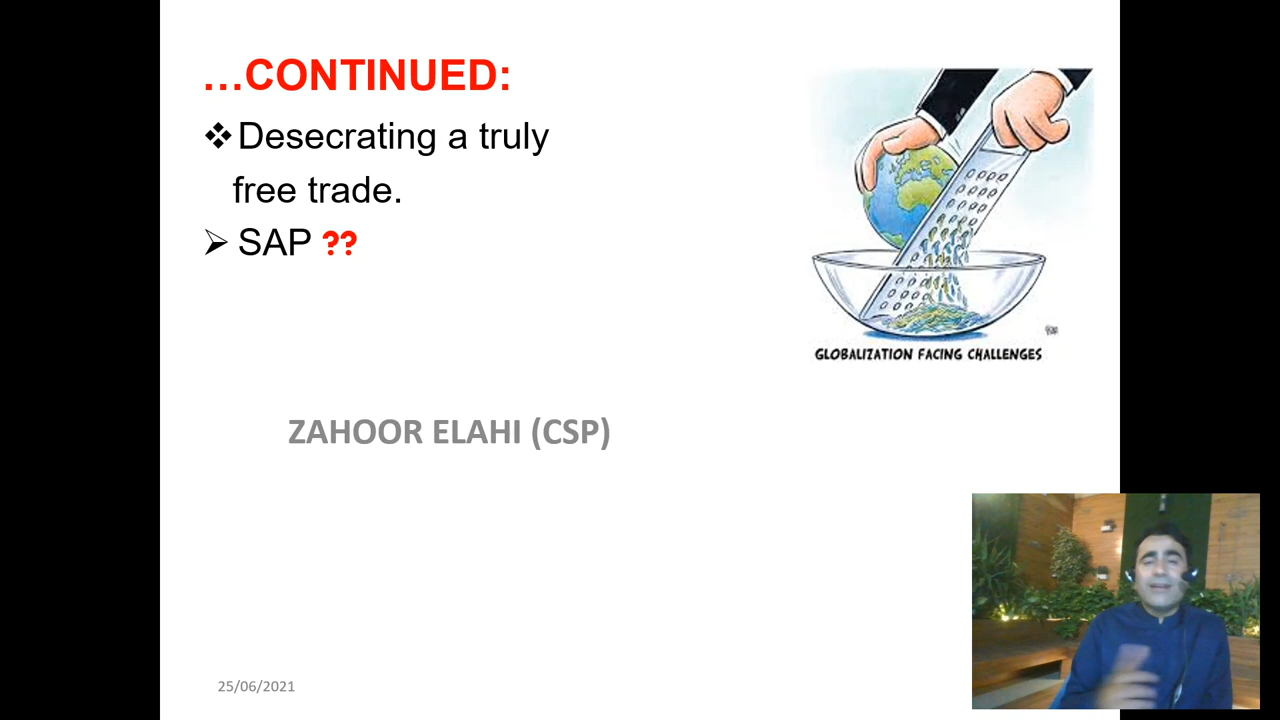 ...CONTINUED:
❖Desecrating a truly
free trade.
➢ SAP ??
GLOBALIZATION FACING CHALLENGES
ZAHOOR ELAHI (CSP)
25/06/2021